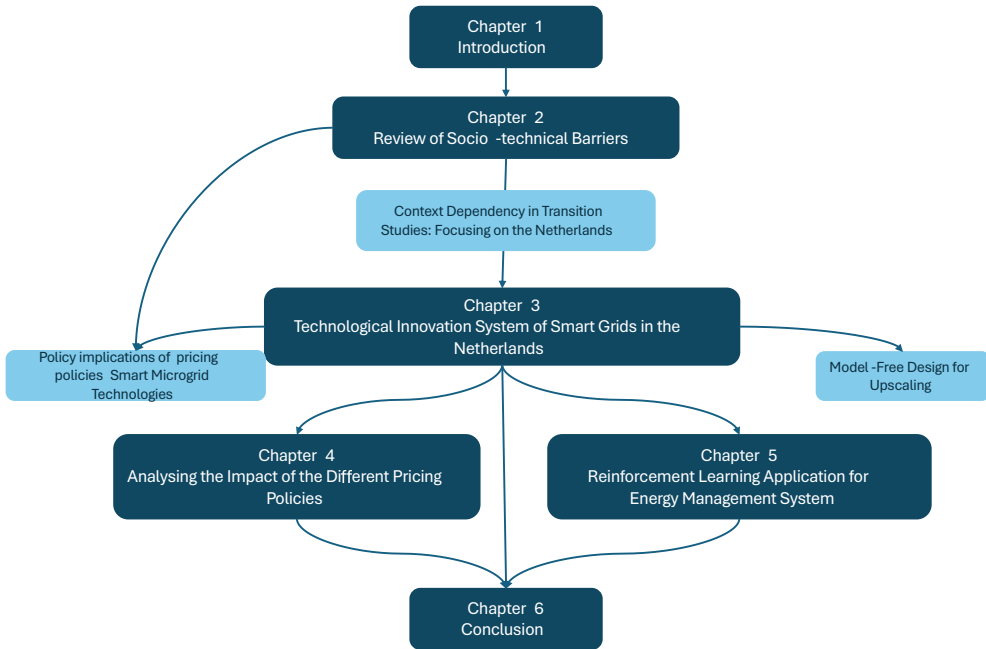 Chapter 1
Introduction
Chapter 2
Review of Socio -technical Barriers
Context Dependency in Transition
Studies: Focusing on the Netherlands
Chapter 3
Technological Innovation System of Smart Grids in the
Netherlands
Policy implications of pricing
policies Smart Microgrid
Technologies
Model -Free Design for
Upscaling
Chapter 4
Analysing the Impact of the Different Pricing
Policies
Chapter 5
Reinforcement Learning Application for
Energy Management System
Chapter 6
Conclusion